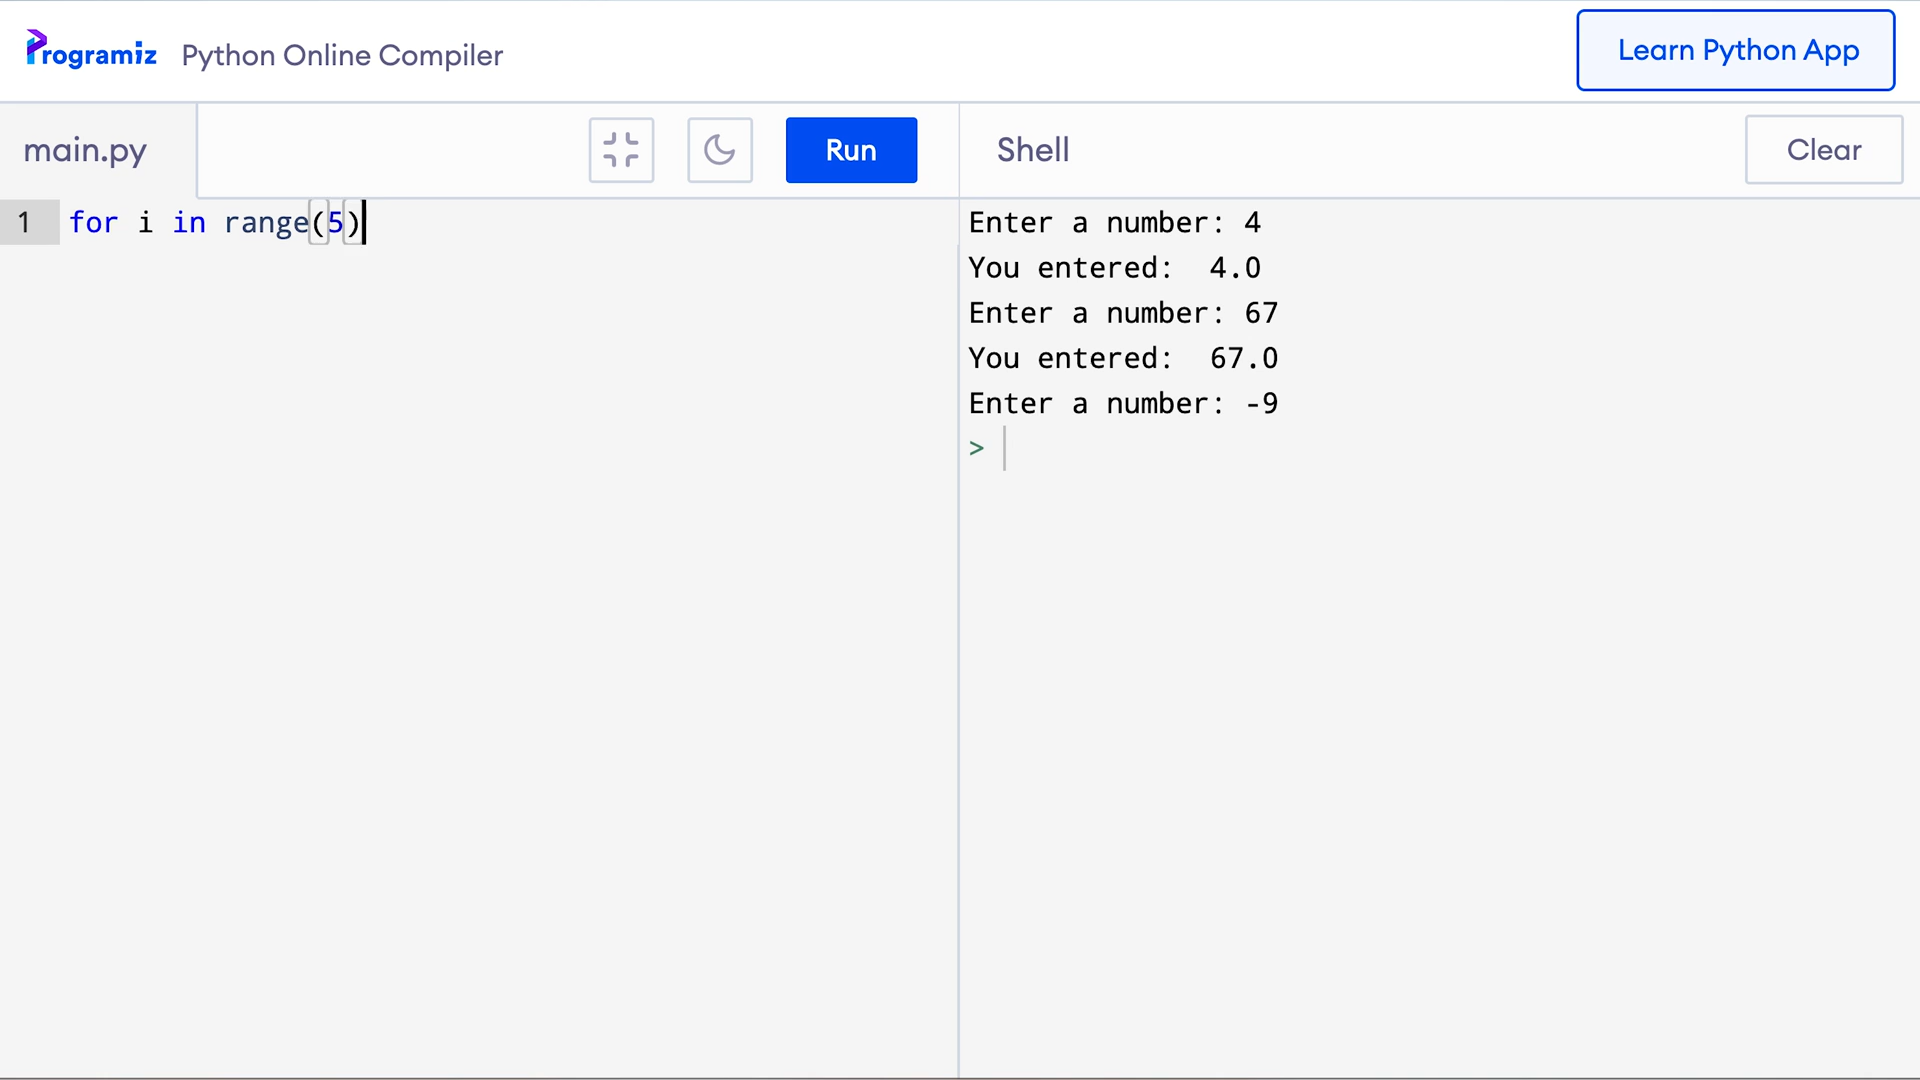 Programiz Python Online Compiler
Learn Python App
main.py
Run
Shell
Clear
1 for i in range(5)
Enter a number: 4
You entered:  4.0
Enter a number: 67
You entered:  67.0
Enter a number: -9
>